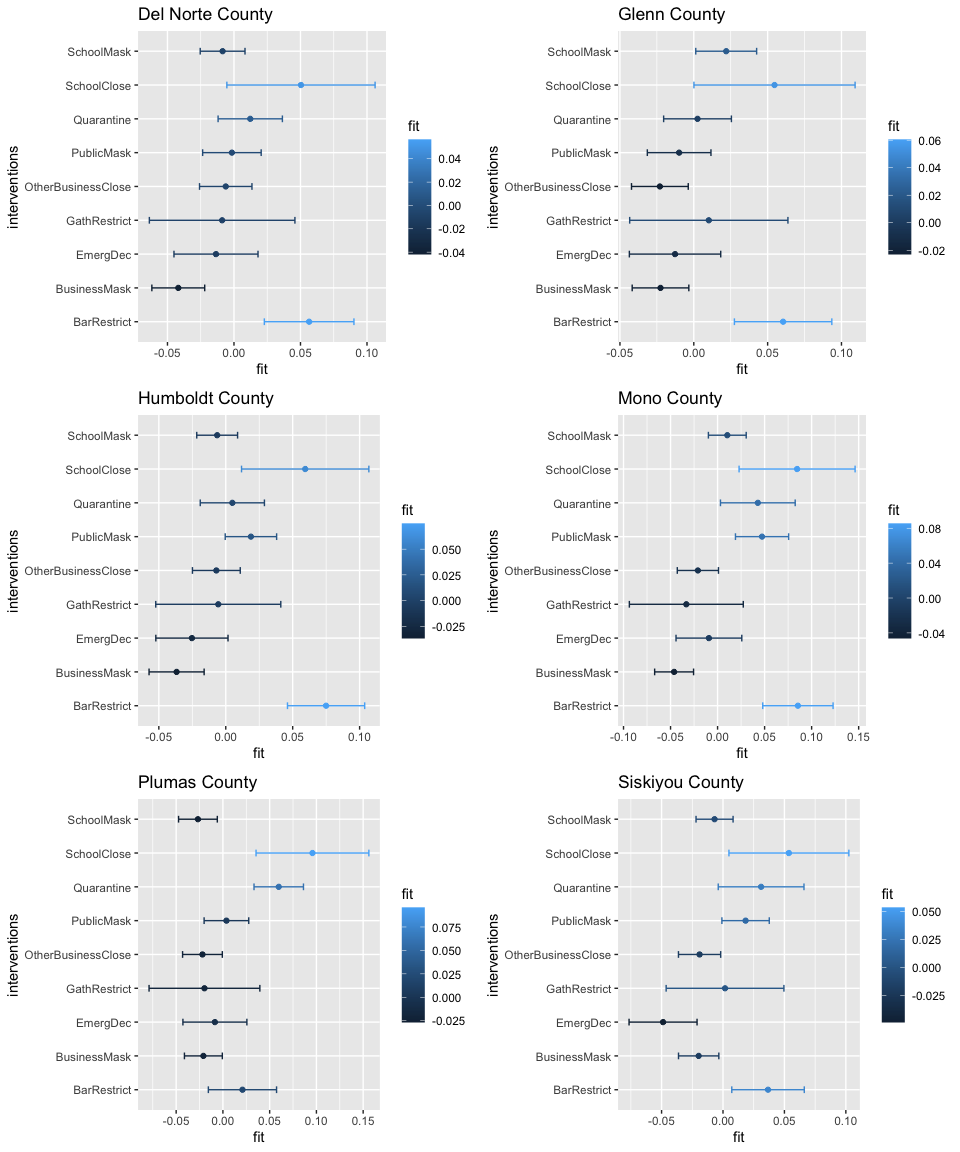 Del Norte County
interventions
SchoolMask
SchoolClose
Quarantine
PublicMask
OtherBusinessClose
GathRestrict
EmergDec
BusinessMask
BarRestrict
-0.05 0.00 0.05 0.10
fit
fit
0.04
0.02
0.00
-0.02
-0.04
Glenn County
interventions
SchoolMask
SchoolClose
Quarantine
PublicMask
OtherBusinessClose
GathRestrict
EmergDec
BusinessMask
BarRestrict
-0.05 0.00 0.05 0.10
fit
fit
0.06
0.04
0.02
0.00
-0.02
Humboldt County
interventions
SchoolMask
SchoolClose
Quarantine
PublicMask
OtherBusinessClose
GathRestrict
EmergDec
BusinessMask
BarRestrict
-0.05 0.00 0.05 0.10
fit
fit
0.050
0.025
0.000
-0.025
Mono County
interventions
SchoolMask
SchoolClose
Quarantine
PublicMask
OtherBusinessClose
GathRestrict
EmergDec
BusinessMask
BarRestrict
-0.10 -0.05 0.00 0.05 0.10 0.15
fit
fit
0.08
0.04
0.00
-0.04
Plumas County
interventions
SchoolMask
SchoolClose
Quarantine
PublicMask
OtherBusinessClose
GathRestrict
EmergDec
BusinessMask
BarRestrict
-0.05 0.00 0.05 0.10 0.15
fit
fit
0.075
0.050
0.025
0.000
-0.025
Siskiyou County
interventions
SchoolMask
SchoolClose
Quarantine
PublicMask
OtherBusinessClose
GathRestrict
EmergDec
BusinessMask
BarRestrict
-0.05 0.00 0.05 0.10
fit
fit
0.050
0.025
0.000
-0.025